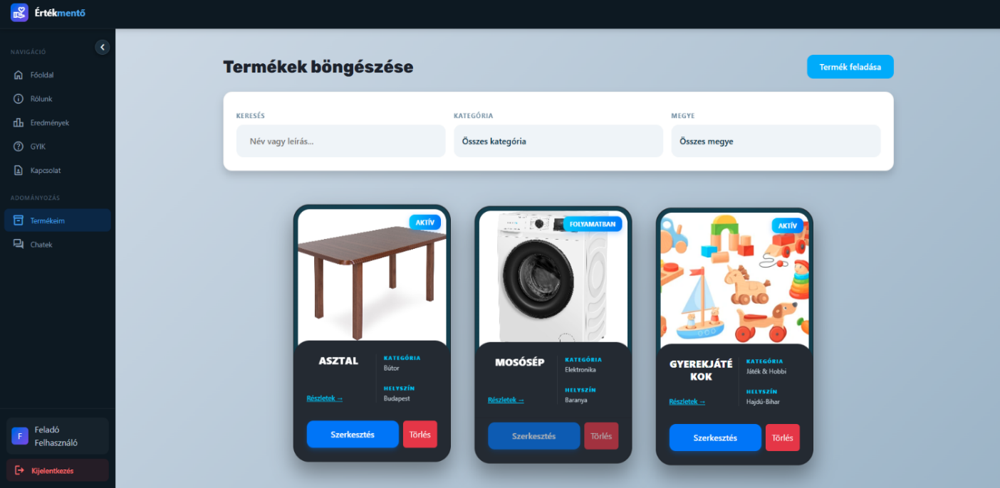 Értékmentő
NAVIGÁCIÓ
Főoldal
Rólunk
Eredmények
GYIK
Kapcsolat
ADOMÁNYOZÁS
Termékeim
Chatek
F
Feladó
Felhasználó
Kijelentkezés
Termékek böngészése
Termék feladása
KERESÉS
Név vagy leírás...
KATEGÓRIA
Összes kategória
MEGYE
Összes megye
AKTÍV
ASZTAL
Részletek →
KATEGÓRIA
Bútor
HELYSZÍN
Budapest
Szerkesztés
Törlés
FOLYAMATBAN
MOSÓSÉP
Részletek →
KATEGÓRIA
Elektronika
HELYSZÍN
Baranya
Szerkesztés
Törlés
AKTÍV
GYEREKJÁTÉ
KOK
Részletek →
KATEGÓRIA
Játék & Hobbi
HELYSZÍN
Hajdú-Bihar
Szerkesztés
Törlés